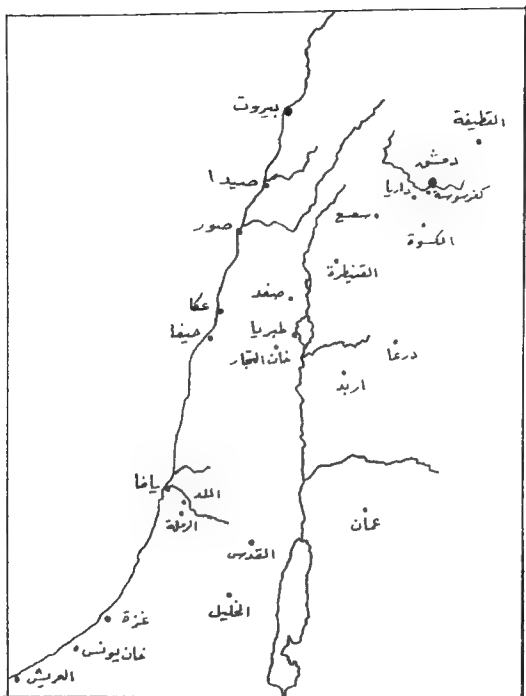 بيروت
القطيفة
دمشق
صيدا
داريا
كفرسوسة
سعسع
صور
الكسوة
القنيطرة
صفد
عكا
حيفا
طبريا
خان التجار
درعا
اربد
يافا
اللد
الرملة
عمان
القدس
الخليل
غزة
خان يونس
العريش